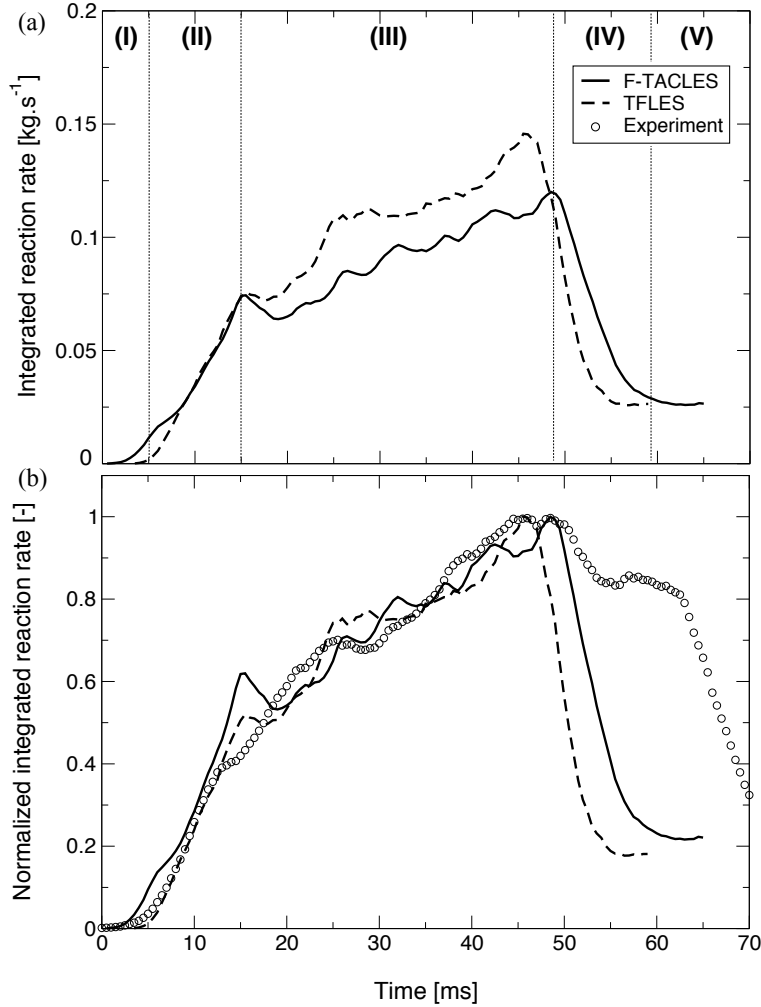 (a)
0.2
(I)
(II)
(III)
(IV)
(V)
F-TACLES
TFLES
Experiment
0.15
0.1
0.05
0
Integrated reaction rate [kg.s-1]
(b)
1
0.8
0.6
0.4
0.2
0
Normalized integrated reaction rate [-]
0 10 20 30 40 50 60 70
Time [ms]